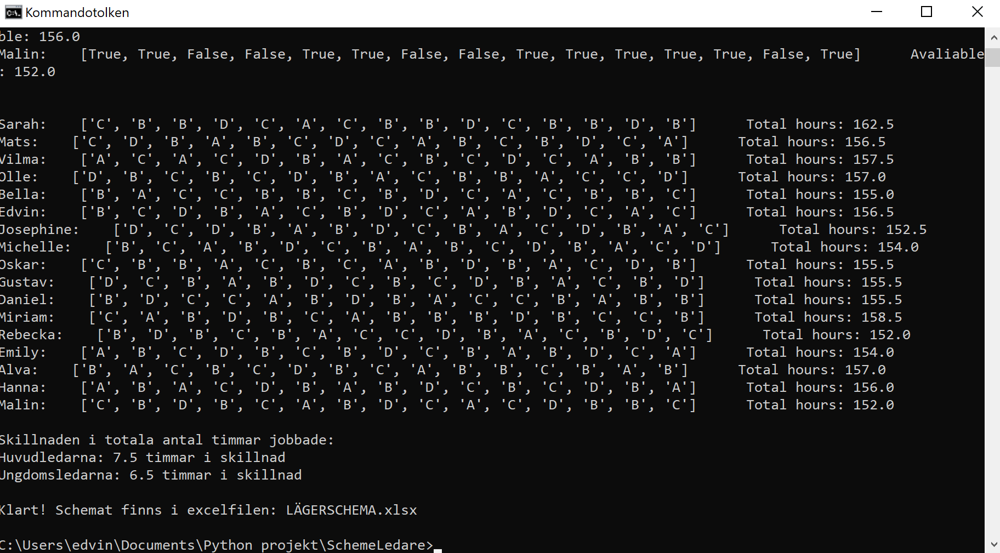 Kommandotolken
ble: 156.0
Malin: [True, True, False, False, True, True, False, False, True, True, True, True, True, False, True] Avaliable
: 152.0
Sarah: ['C', 'B', 'B', 'D', 'C', 'A', 'C', 'B', 'B', 'D', 'C', 'B', 'B', 'D', 'B'] Total hours: 162.5
Mats: ['C', 'D', 'B', 'A', 'B', 'C', 'D', 'C', 'A', 'B', 'C', 'B', 'D', 'C', 'A'] Total hours: 156.5
Vilma: ['A', 'C', 'A', 'C', 'D', 'B', 'A', 'C', 'B', 'C', 'D', 'C', 'A', 'B', 'B'] Total hours: 157.5
Olle: ['D', 'B', 'C', 'B', 'C', 'D', 'B', 'A', 'C', 'B', 'B', 'A', 'C', 'C', 'D'] Total hours: 157.0
Bella: ['B', 'A', 'C', 'C', 'B', 'B', 'C', 'B', 'D', 'C', 'A', 'C', 'B', 'B', 'C'] Total hours: 155.0
Edvin: ['B', 'C', 'D', 'B', 'A', 'C', 'B', 'D', 'C', 'A', 'B', 'D', 'C', 'A', 'C'] Total hours: 156.5
Josephine: ['D', 'C', 'D', 'B', 'A', 'B', 'D', 'C', 'B', 'A', 'C', 'D', 'B', 'A', 'C'] Total hours: 152.5
Michelle: ['B', 'C', 'A', 'B', 'D', 'C', 'B', 'A', 'B', 'C', 'D', 'B', 'A', 'C', 'D'] Total hours: 154.0
Oskar: ['C', 'B', 'B', 'A', 'C', 'B', 'C', 'A', 'B', 'D', 'B', 'A', 'C', 'D', 'B'] Total hours: 155.5
Gustav: ['D', 'C', 'B', 'A', 'B', 'D', 'C', 'B', 'C', 'D', 'B', 'A', 'C', 'B', 'D'] Total hours: 155.5
Daniel: ['B', 'D', 'C', 'C', 'A', 'B', 'D', 'B', 'A', 'C', 'C', 'B', 'A', 'B', 'B'] Total hours: 155.5
Miriam: ['C', 'A', 'B', 'D', 'B', 'C', 'A', 'B', 'B', 'B', 'D', 'B', 'C', 'C', 'B'] Total hours: 158.5
Rebecka: ['B', 'D', 'B', 'C', 'B', 'A', 'C', 'C', 'D', 'B', 'A', 'C', 'B', 'D', 'C'] Total hours: 152.0
Emily: ['A', 'B', 'C', 'D', 'B', 'C', 'B', 'D', 'C', 'B', 'A', 'B', 'D', 'C', 'A'] Total hours: 154.0
Alva: ['B', 'A', 'C', 'B', 'C', 'D', 'B', 'C', 'A', 'B', 'B', 'C', 'B', 'A', 'B'] Total hours: 157.0
Hanna: ['A', 'B', 'A', 'C', 'D', 'B', 'A', 'B', 'D', 'C', 'B', 'C', 'D', 'B', 'A'] Total hours: 156.0
Malin: ['C', 'B', 'D', 'B', 'C', 'A', 'B', 'D', 'C', 'A', 'C', 'D', 'B', 'B', 'C'] Total hours: 152.0
Skillnaden i totala antal timmar jobbade:
Huvudledarna: 7.5 timmar i skillnad
Ungdomsledarna: 6.5 timmar i skillnad
Klart! Schemat finns i excelfilen: LÄGERSCHEMA.xlsx
C:\Users\edvin\Documents\Python projekt\SchemeLedare>